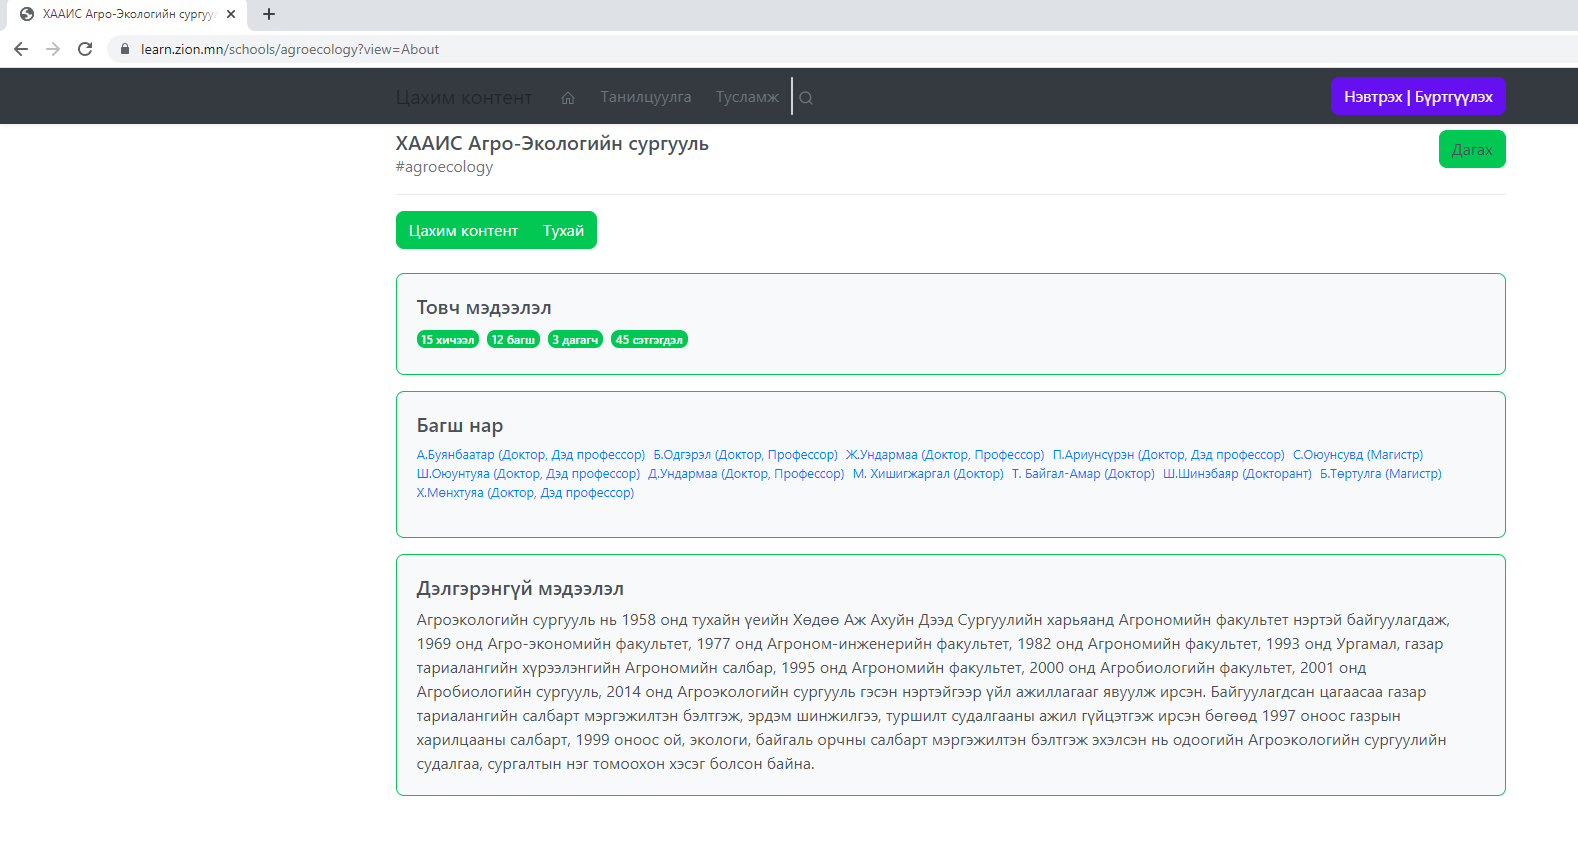 ХААИС Агро-Экологийн сургуу
learn.zion.mn/schools/agroecology?view=About
Цахим контент Танилцуулга Тусламж Нэвтрэх | Бүртгүүлэх
ХААИС Агро-Экологийн сургууль Дагах
#agroecology
Цахим контент Тухай
Товч мэдээлэл
15 хичээл 12 багш 3 дагагч 45 сэтгэгдэл
Багш нар
А.Буянбаатар (Доктор, Дэд профессор) Б.Одгэрэл (Доктор, Профессор) Ж.Ундармаа (Доктор, Профессор) П.Ариунсүрэн (Доктор, Дэд профессор) С.Оюунсувд (Магистр)
Ш.Оюунтуяа (Доктор, Дэд профессор) Д.Ундармаа (Доктор, Профессор) М. Хишигжаргал (Доктор) Т. Байгал-Амар (Доктор) Ш.Шинэбаяр (Докторант) Б.Төртулга (Магистр)
Х.Мөнхтуяа (Доктор, Дэд профессор)
Дэлгэрэнгүй мэдээлэл
Агроэкологийн сургууль нь 1958 онд тухайн үеийн Хөдөө Аж Ахуйн Дээд Сургуулийн харьяанд Агрономийн факультет нэртэй байгуулагдаж,
1969 онд Агро-экономийн факультет, 1977 онд Агроном-инженерийн факультет, 1982 онд Агрономийн факультет, 1993 онд Ургамал, газар
тариалангийн хүрээлэнгийн Агрономийн салбар, 1995 онд Агрономийн факультет, 2000 онд Агробиологийн факультет, 2001 онд
Агробиологийн сургууль, 2014 онд Агроэкологийн сургууль гэсэн нэртэйгээр үйл ажиллагааг явуулж ирсэн. Байгуулагдсан цагаасаа газар
тариалангийн салбарт мэргэжилтэн бэлтгэж, эрдэм шинжилгээ, туршилт судалгааны ажил гүйцэтгэж ирсэн бөгөөд 1997 оноос газрын
харилцааны салбарт, 1999 оноос ой, экологи, байгаль орчны салбарт мэргэжилтэн бэлтгэж эхэлсэн нь одоогийн Агроэкологийн сургуулийн
судалгаа, сургалтын нэг томоохон хэсэг болсон байна.